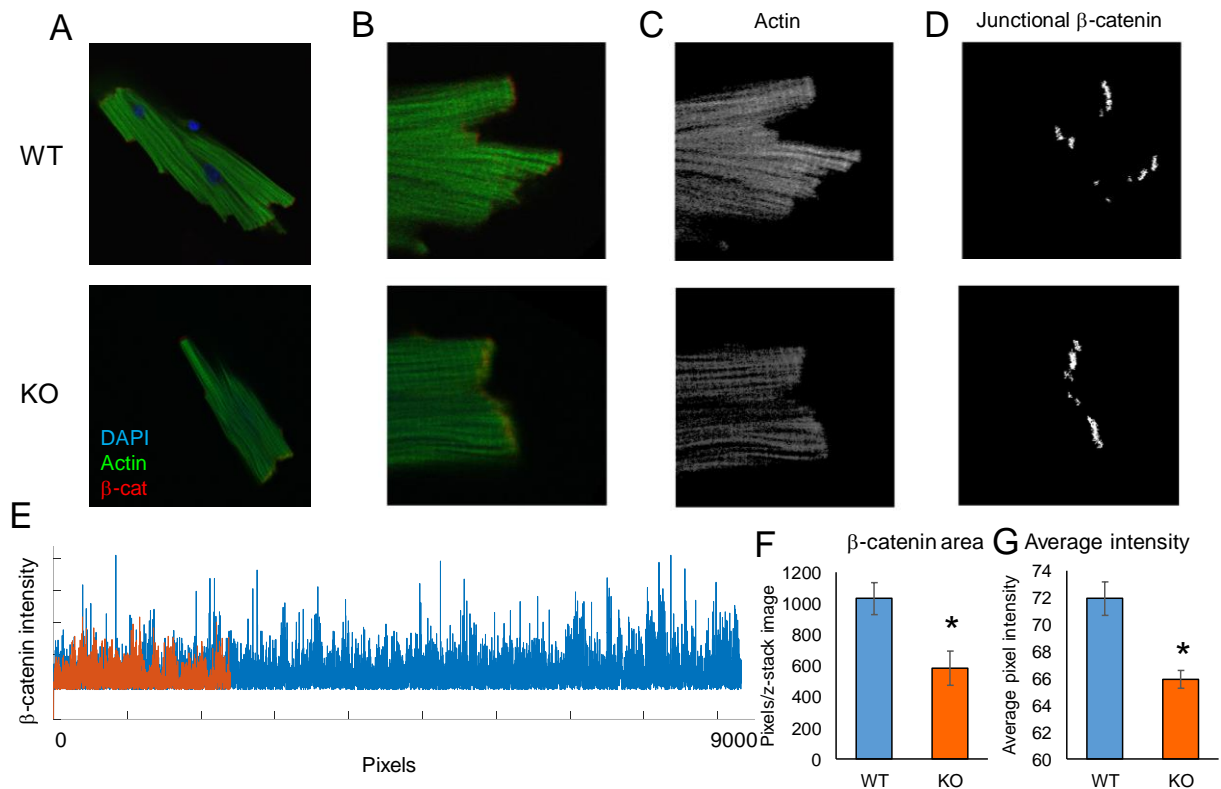 A
B
C
Actin
D
Junctional β-catenin
WT
KO
DAPI
Actin
β-cat
E
β-catenin intensity
0
9000
Pixels
F
β-catenin area
Pixels/z-stack image
1200
1000
800
600
400
200
0
*
WT
KO
G
Average intensity
Average pixel intensity
74
72
70
68
66
64
62
60
*
WT
KO